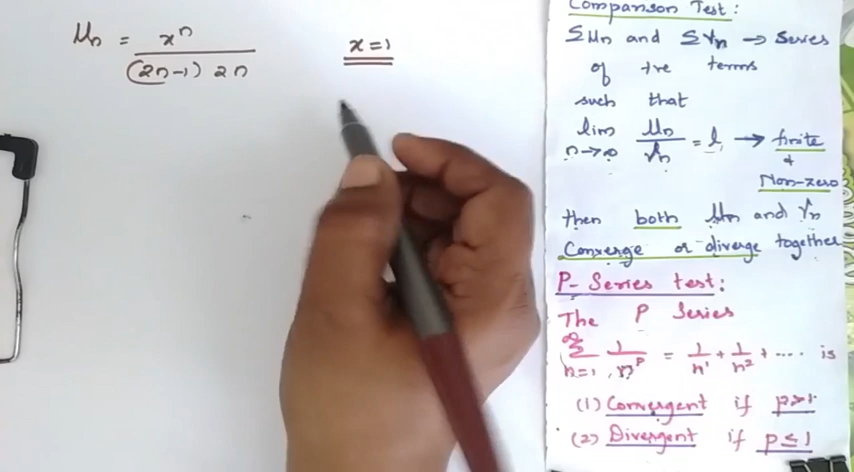 Un = x^n / (2n-1) 2n
x=1
Comparison Test:
ΣUn and ΣVn → Series
of +ve terms
such that
lim n→∞ Un / Vn = l → finite
&
Non-zero
then both Un and Vn
Converge or diverge together
P- Series test:
The P Series
∞ Σ n=1 1/n^p = 1/n^1 + 1/n^2 + .... is
(1) Convergent if p>1
(2) Divergent if p≤1